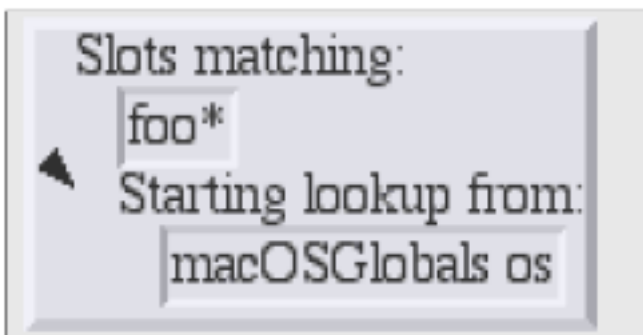 Slots matching:
foo*
Starting lookup from:
macOSGlobals os